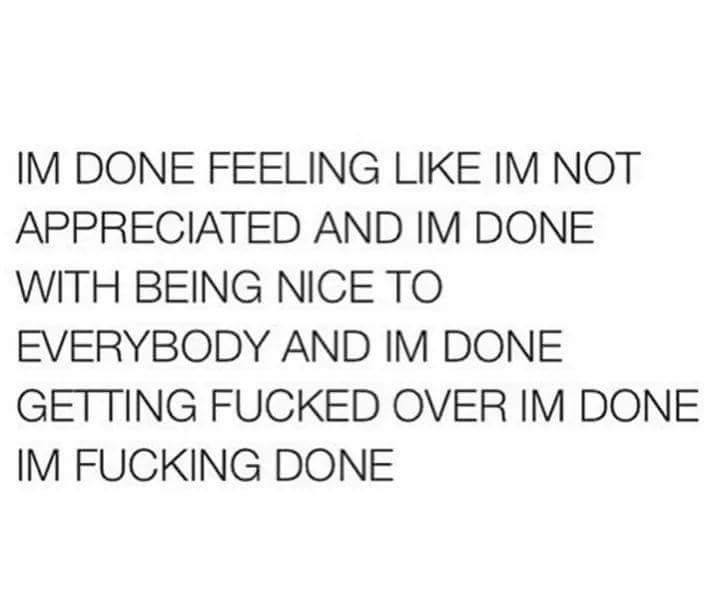 IM DONE FEELING LIKE IM NOT
APPRECIATED AND IM DONE
WITH BEING NICE TO
EVERYBODY AND IM DONE
GETTING FUCKED OVER IM DONE
IM FUCKING DONE